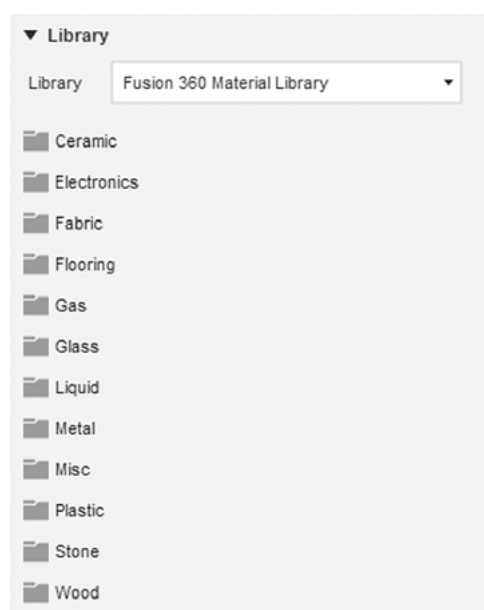 Library
Library Fusion 360 Material Library
Ceramic
Electronics
Fabric
Flooring
Gas
Glass
Liquid
Metal
Misc
Plastic
Stone
Wood